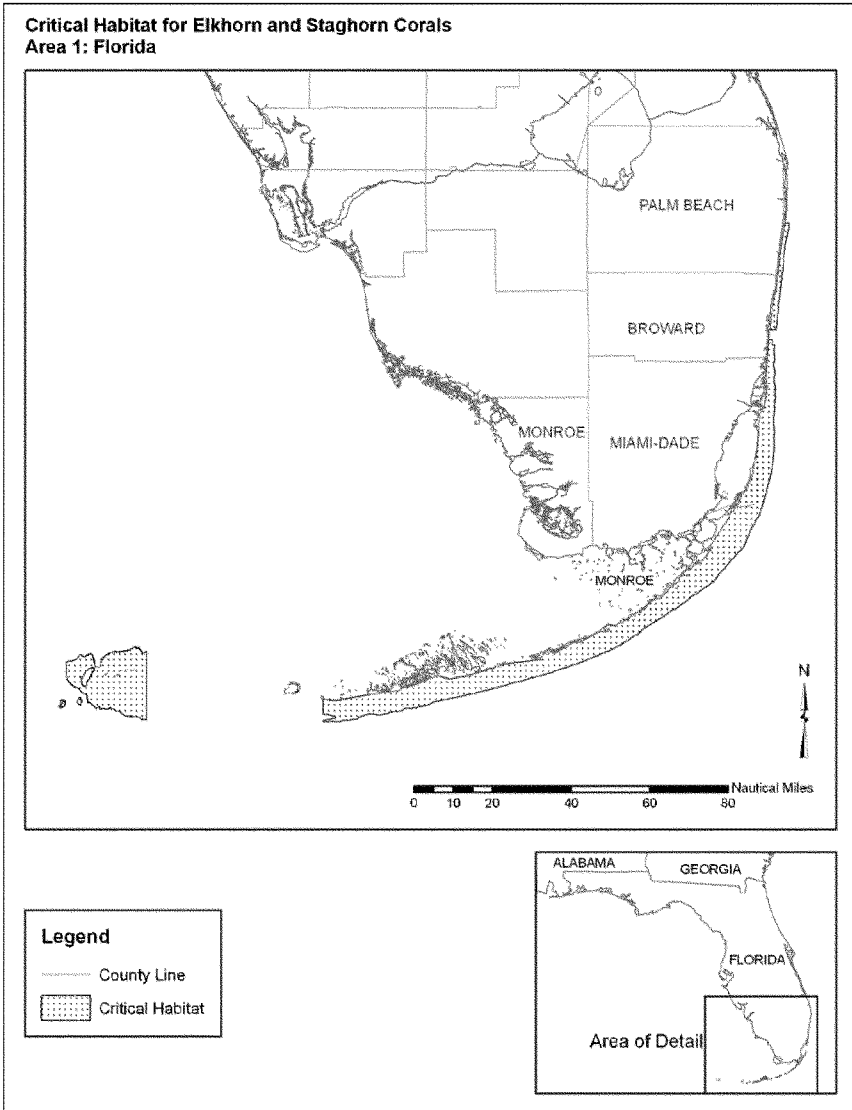 Critical Habitat for Elkhorn and Staghorn Corals
Area 1: Florida
PALM BEACH
BROWARD
MONROE
MIAMI-DADE
MONROE
N
Nautical Miles
0 10 20 40 60 80
ALABAMA
GEORGIA
FLORIDA
Area of Detail
Legend
County Line
Critical Habitat